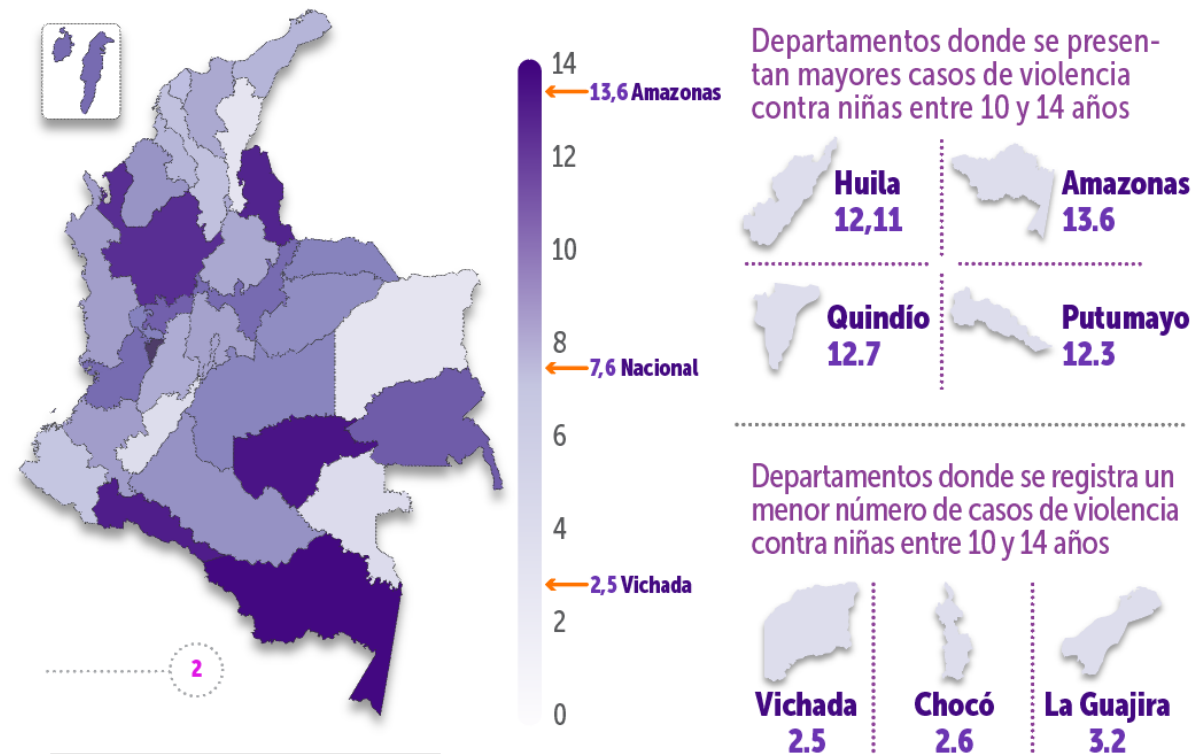 14
13,6 Amazonas
12
10
8
7,6 Nacional
6
4
2,5 Vichada
2
0
2
Departamentos donde se presen-
tan mayores casos de violencia
contra niñas entre 10 y 14 años
Huila
12,11
Amazonas
13.6
Quindío
12.7
Putumayo
12.3
Departamentos donde se registra un
menor número de casos de violencia
contra niñas entre 10 y 14 años
Vichada
2.5
Chocó
2.6
La Guajira
3.2